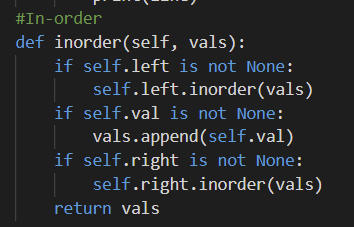 #In-order
def inorder(self, vals):
    if self.left is not None:
        self.left.inorder(vals)
    if self.val is not None:
        vals.append(self.val)
    if self.right is not None:
        self.right.inorder(vals)
    return vals